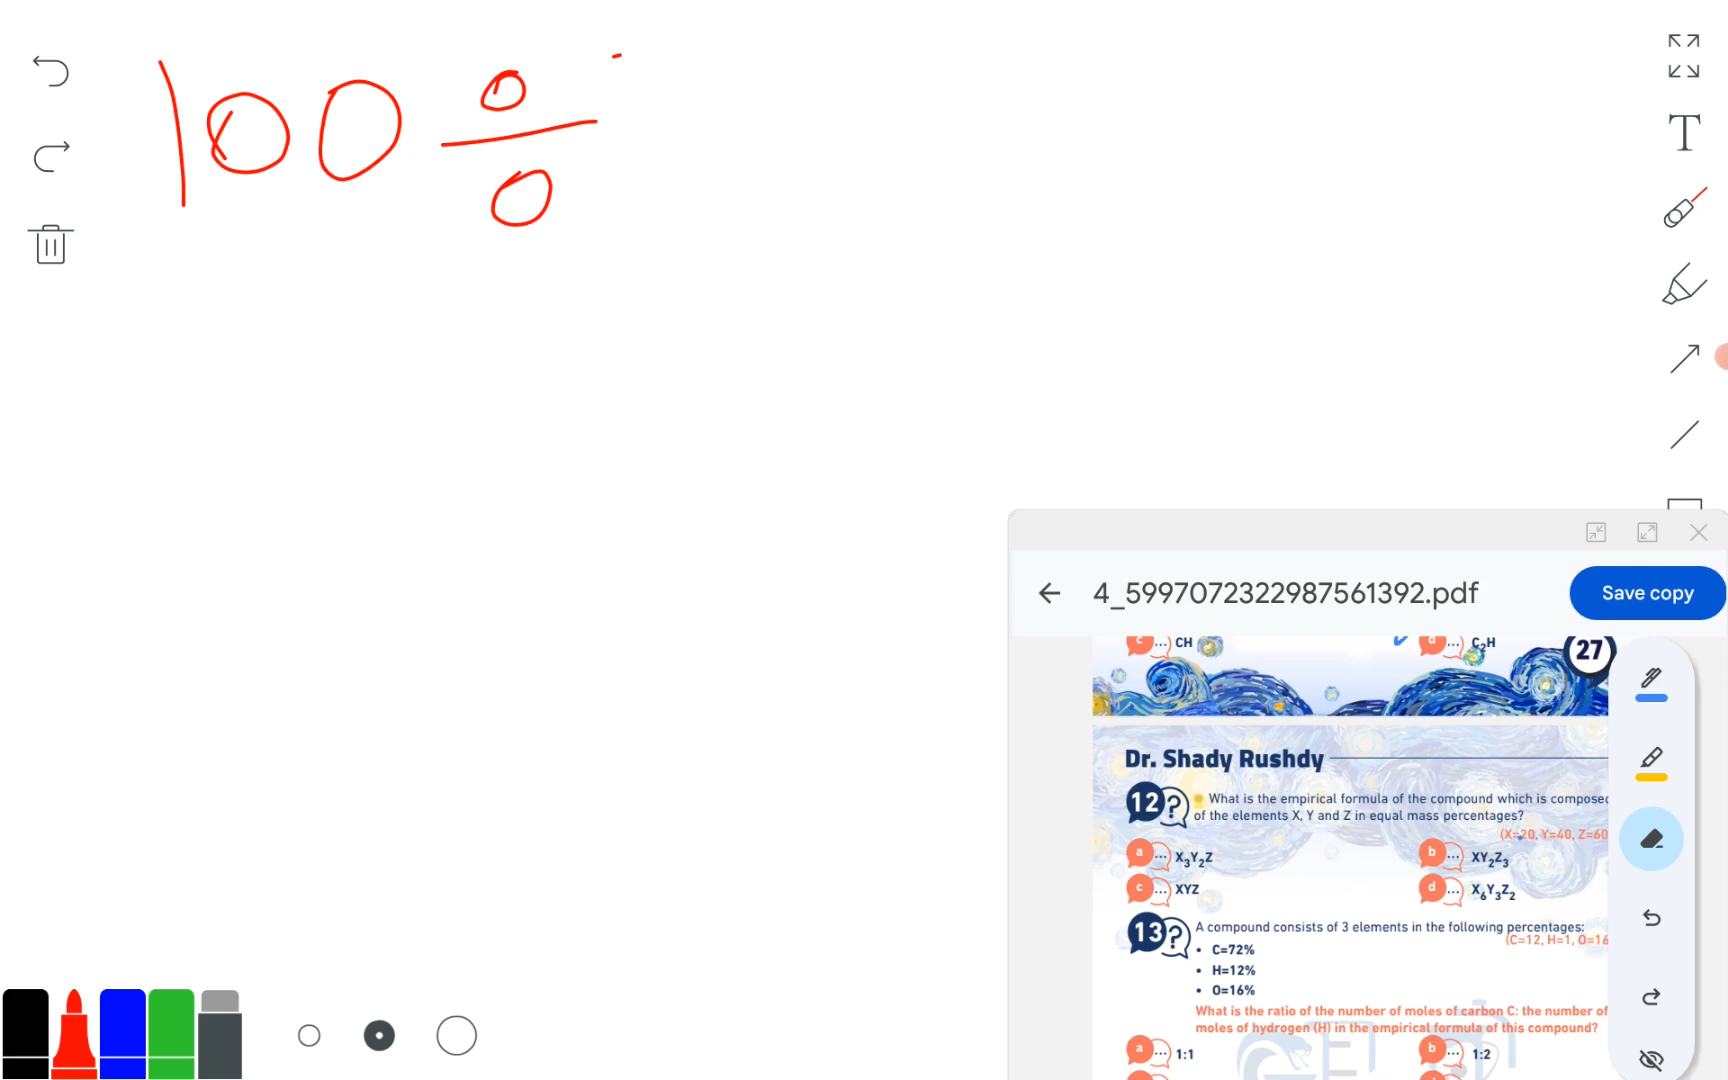 100 %
T
4_5997072322987561392.pdf
Save copy
c ... CH
d ... C₂H
27
Dr. Shady Rushdy
12 ? What is the empirical formula of the compound which is composed
of the elements X, Y and Z in equal mass percentages?
(X=20, Y=40, Z=60
a ... X₃Y₂Z
b ... XY₂Z₃
c ... XYZ
d ... X₆Y₃Z₂
13 ? A compound consists of 3 elements in the following percentages:
(C=12, H=1, O=16
• C=72%
• H=12%
• O=16%
What is the ratio of the number of moles of carbon C: the number of
moles of hydrogen (H) in the empirical formula of this compound?
a ... 1:1
b ... 1:2